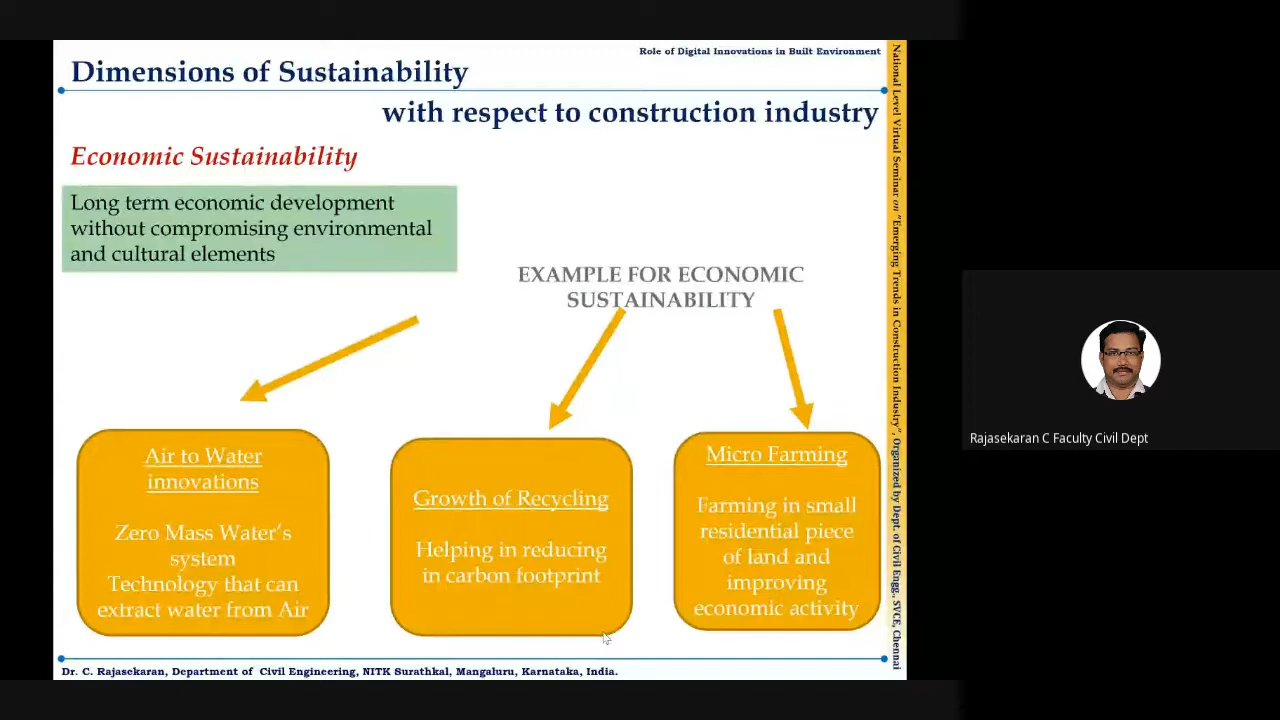 Role of Digital Innovations in Built Environment
Dimensions of Sustainability
with respect to construction industry
Economic Sustainability
Long term economic development
without compromising environmental
and cultural elements
EXAMPLE FOR ECONOMIC
SUSTAINABILITY
Air to Water
innovations
Zero Mass Water's
system
Technology that can
extract water from Air
Growth of Recycling
Helping in reducing
in carbon footprint
Micro Farming
Farming in small
residential piece
of land and
improving
economic activity
Dr. C. Rajasekaran, Department of Civil Engineering, NITK Surathkal, Mangaluru, Karnataka, India.
National Level Virtual Seminar on "Emerging Trends in Construction Industry", Organized by Dept. of Civil Engg., SVCE, Chennai
Rajasekaran C Faculty Civil Dept